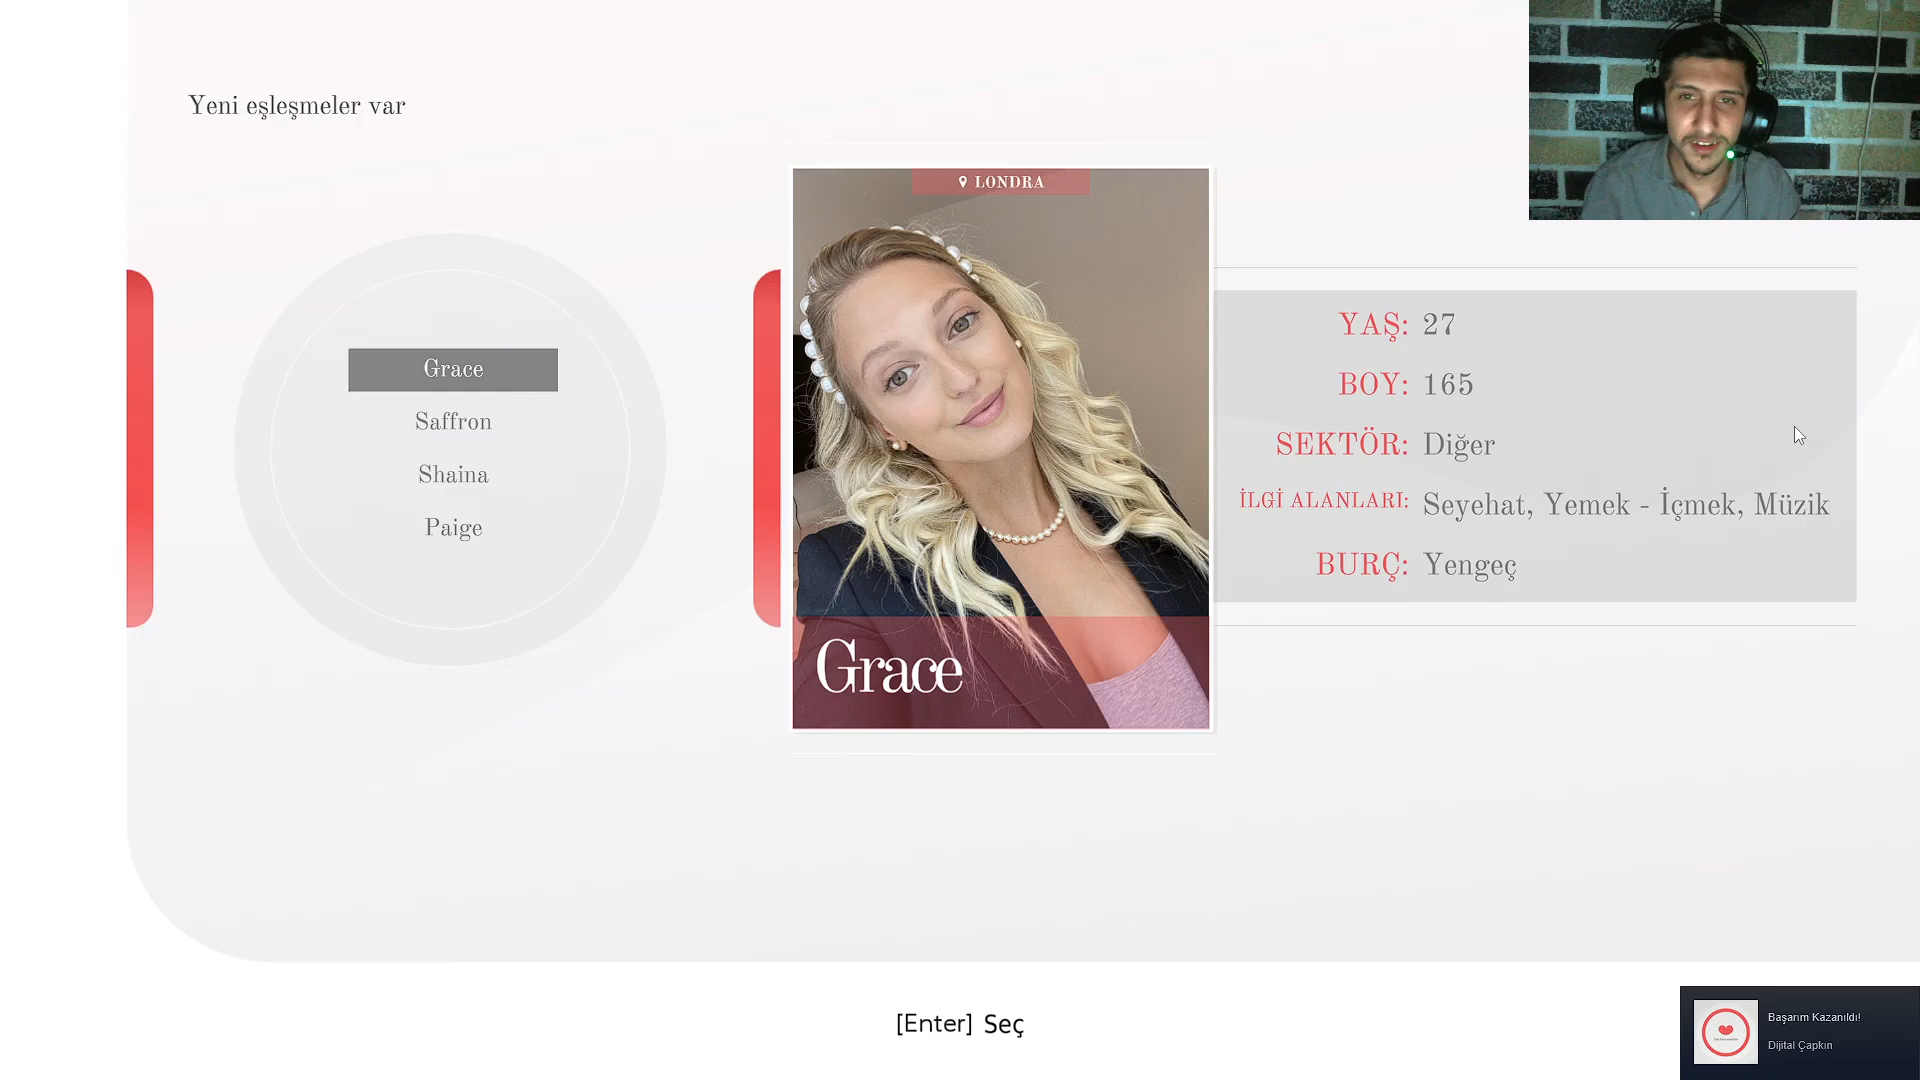 Yeni eşleşmeler var
LONDRA
Grace
Saffron
Shaina
Paige
Grace
YAŞ: 27
BOY: 165
SEKTÖR: Diğer
İLGİ ALANLARI: Seyehat, Yemek - İçmek, Müzik
BURÇ: Yengeç
[Enter] Seç
Başarım Kazanıldı!
Dijital Çapkın